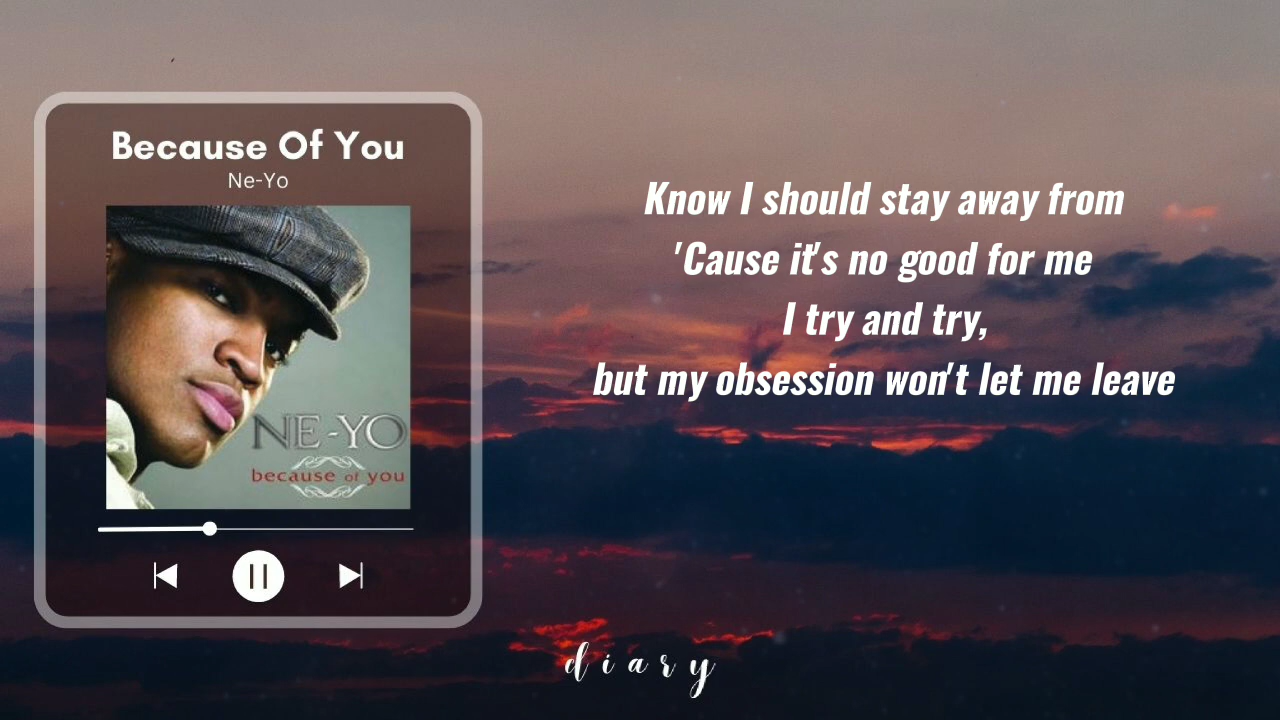 Because Of You
Ne-Yo
NE-YO
because of you
Know I should stay away from
'Cause it's no good for me
I try and try,
but my obsession won't let me leave
diary